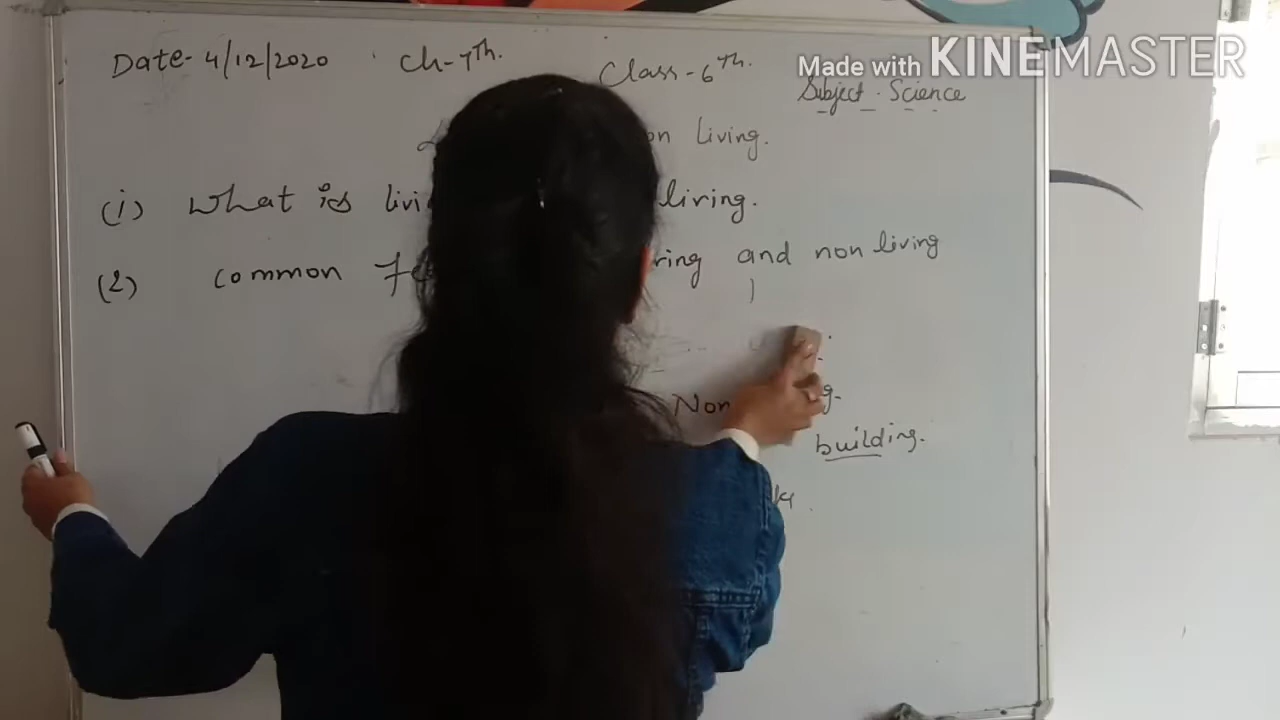 Date- 4/12/2020 Ch-7Th. Class-6Th.
Made with KINEMASTER
Subject. Science
on Living.
(i) What is livi living.
(2) common Fe ring and non living
Non g.
building.